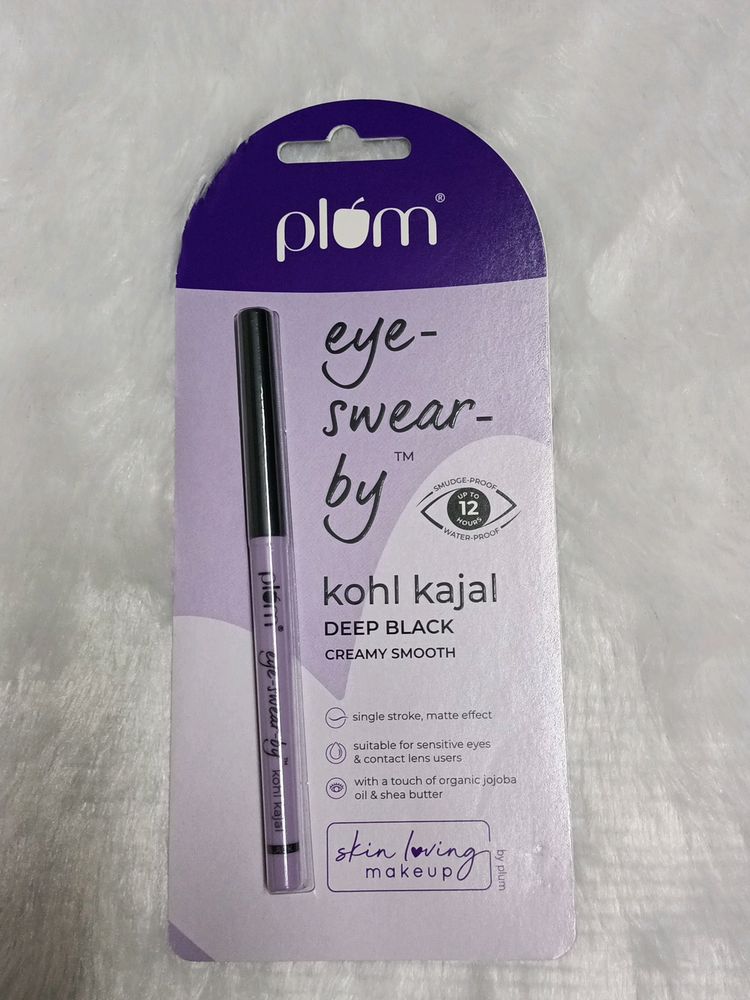 plum®
eye-
swear-
by™
SMUDGE-PROOF
UP TO
12
HOURS
WATER-PROOF
kohl kajal
DEEP BLACK
CREAMY SMOOTH
single stroke, matte effect
suitable for sensitive eyes
& contact lens users
with a touch of organic jojoba
oil & shea butter
skin loving
makeup
by plum
plum® eye-swear-by™ kohl kajal